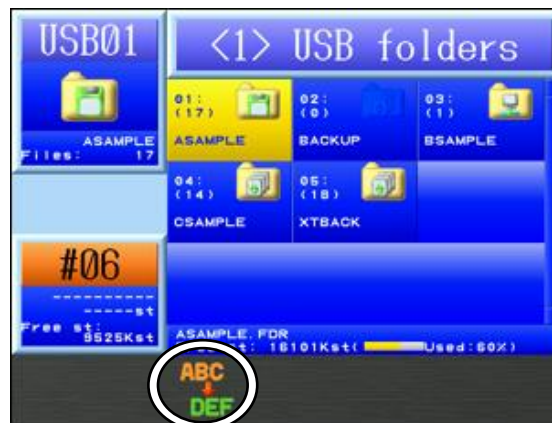 USB01
<1> USB folders
ASAMPLE
Files: 17
01:
(17)
ASAMPLE
02:
(0)
BACKUP
03:
(1)
BSAMPLE
04:
(14)
CSAMPLE
05:
(18)
XTBACK
#06
----------
-----st
Free st:
9525Kst
ASAMPLE.FDR
16101Kst( Used:60%)
ABC
DEF